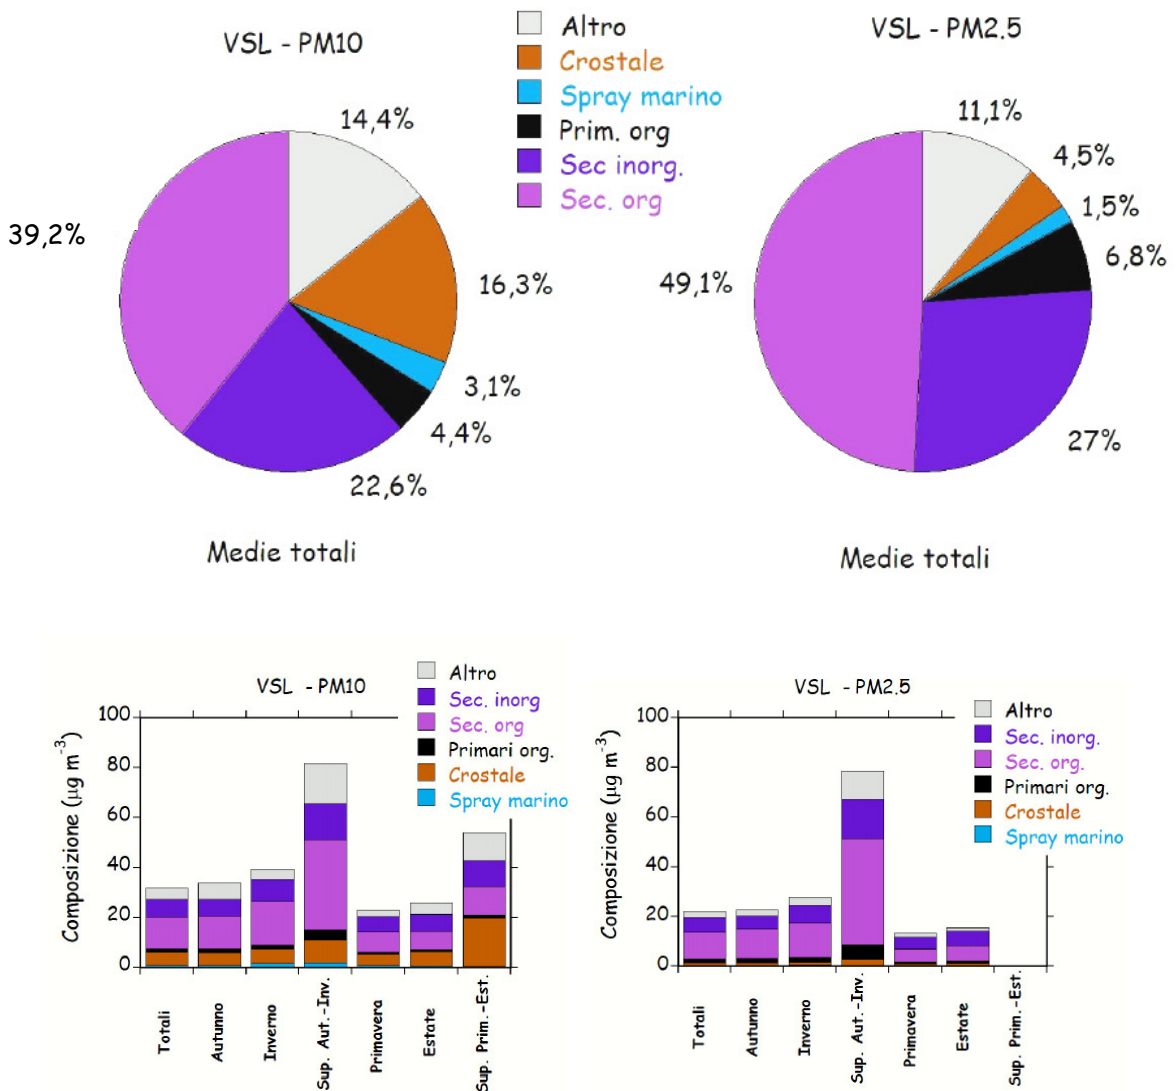 VSL - PM10
Altro
Crostale
Spray marino
Prim. org
Sec inorg.
Sec. org
VSL - PM2.5
14,4%
16,3%
3,1%
4,4%
22,6%
39,2%
Medie totali
11,1%
4,5%
1,5%
6,8%
27%
49,1%
Medie totali
VSL - PM10
Altro
Sec. inorg
Sec. org
Primari org.
Crostale
Spray marino
Composizione (µg m-3)
100
80
60
40
20
0
Totali
Autunno
Inverno
Sup. Aut.-Inv.
Primavera
Estate
Sup. Prim.-Est.
VSL - PM2.5
Altro
Sec. inorg.
Sec. org.
Primari org.
Crostale
Spray marino
Composizione (µg m-3)
100
80
60
40
20
0
Totali
Autunno
Inverno
Sup. Aut.-Inv.
Primavera
Estate
Sup. Prim.-Est.